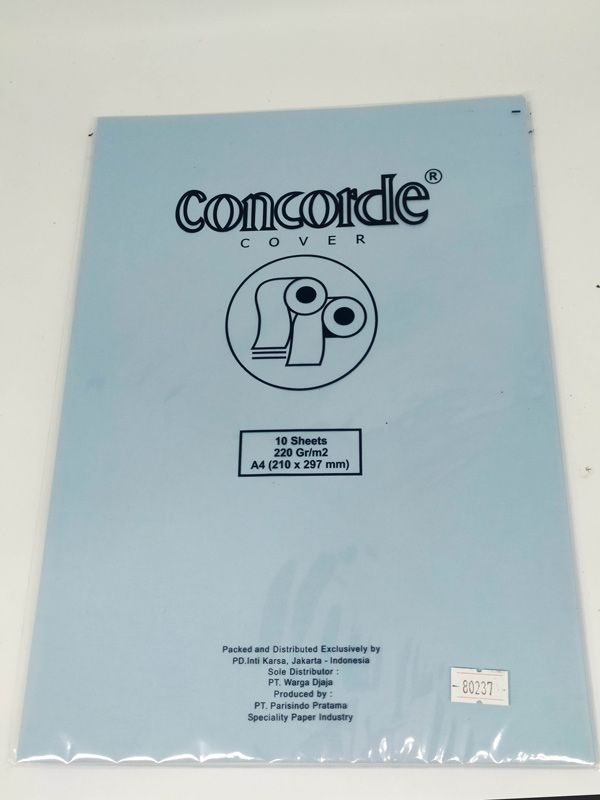 concorde®
COVER
10 Sheets
220 Gr/m2
A4 (210 x 297 mm)
Packed and Distributed Exclusively by
PD.Inti Karsa, Jakarta - Indonesia
Sole Distributor :
PT. Warga Djaja
Produced by :
PT. Parisindo Pratama
Speciality Paper Industry
80237